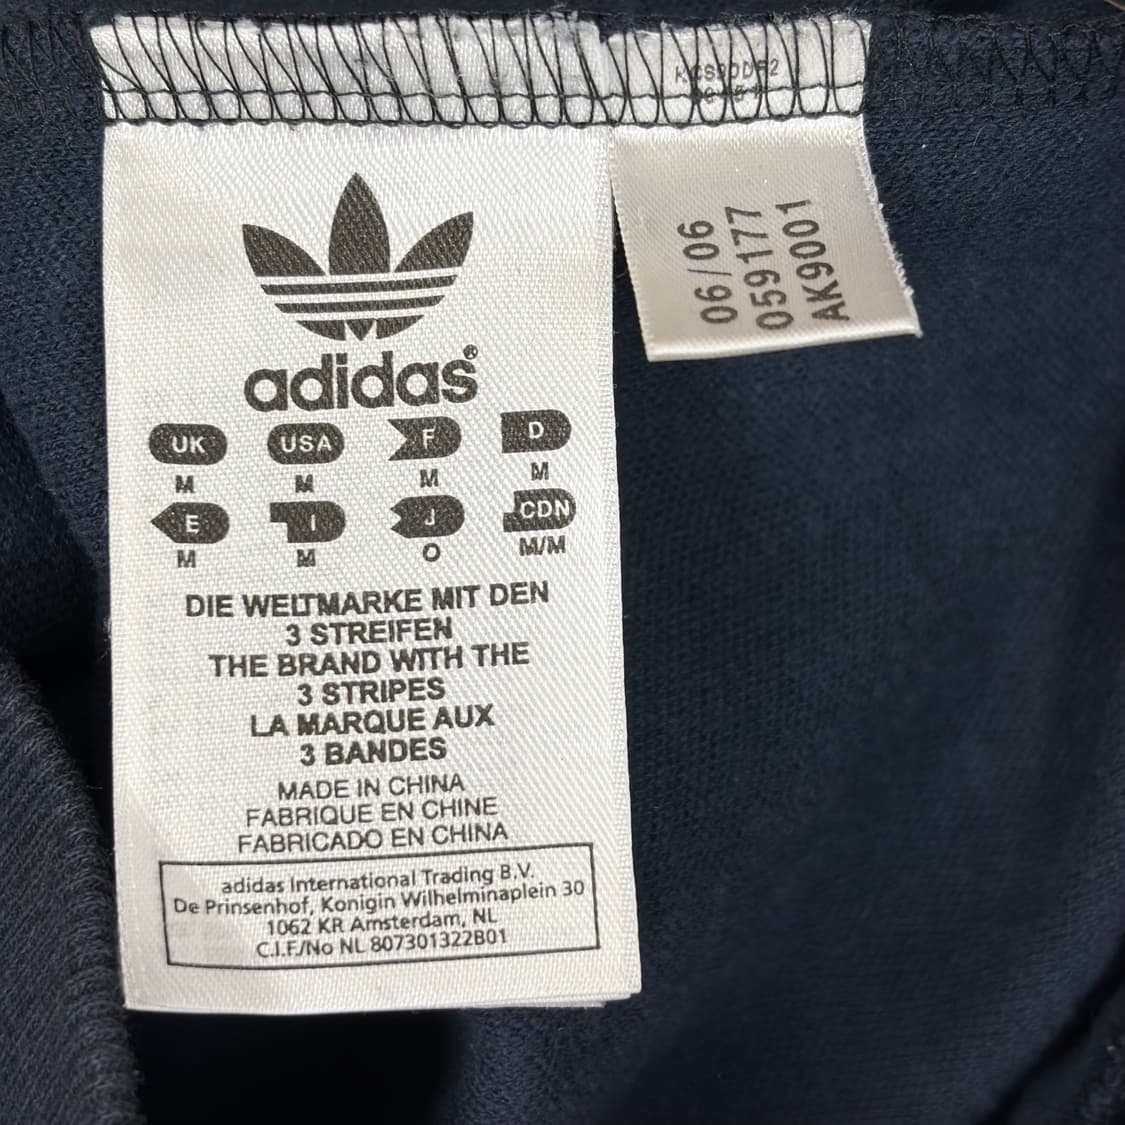 adidas®
UK USA F D
M M M M
E I J CDN
M M O M/M
DIE WELTMARKE MIT DEN
3 STREIFEN
THE BRAND WITH THE
3 STRIPES
LA MARQUE AUX
3 BANDES
MADE IN CHINA
FABRIQUE EN CHINE
FABRICADO EN CHINA
adidas International Trading B.V.
De Prinsenhof, Konigin Wilhelminaplein 30
1062 KR Amsterdam, NL
C.I.F./No NL 807301322B01
06/06
059177
AK9001